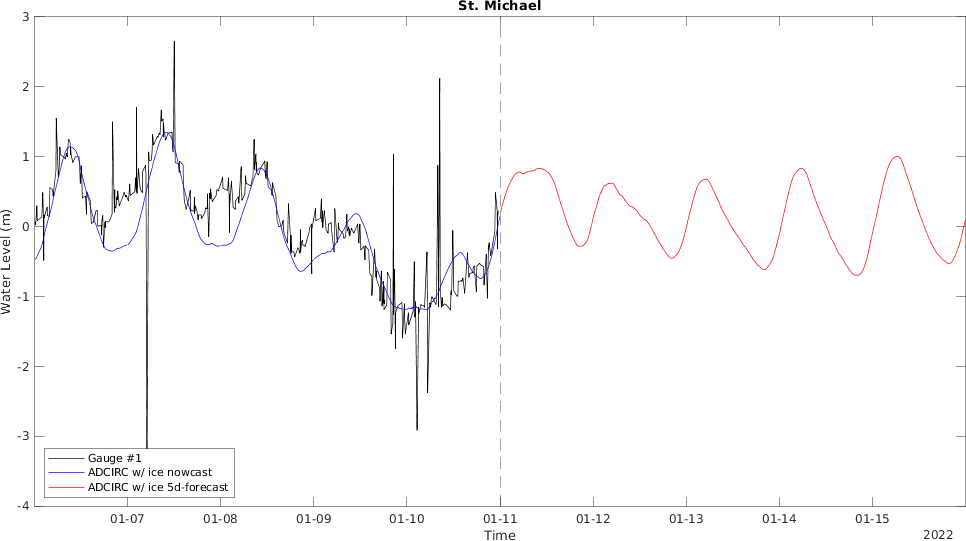 St. Michael
3
2
1
0
-1
-2
-3
-4
Water Level (m)
Gauge #1
ADCIRC w/ ice nowcast
ADCIRC w/ ice 5d-forecast
01-07 01-08 01-09 01-10 01-11 01-12 01-13 01-14 01-15
Time
2022